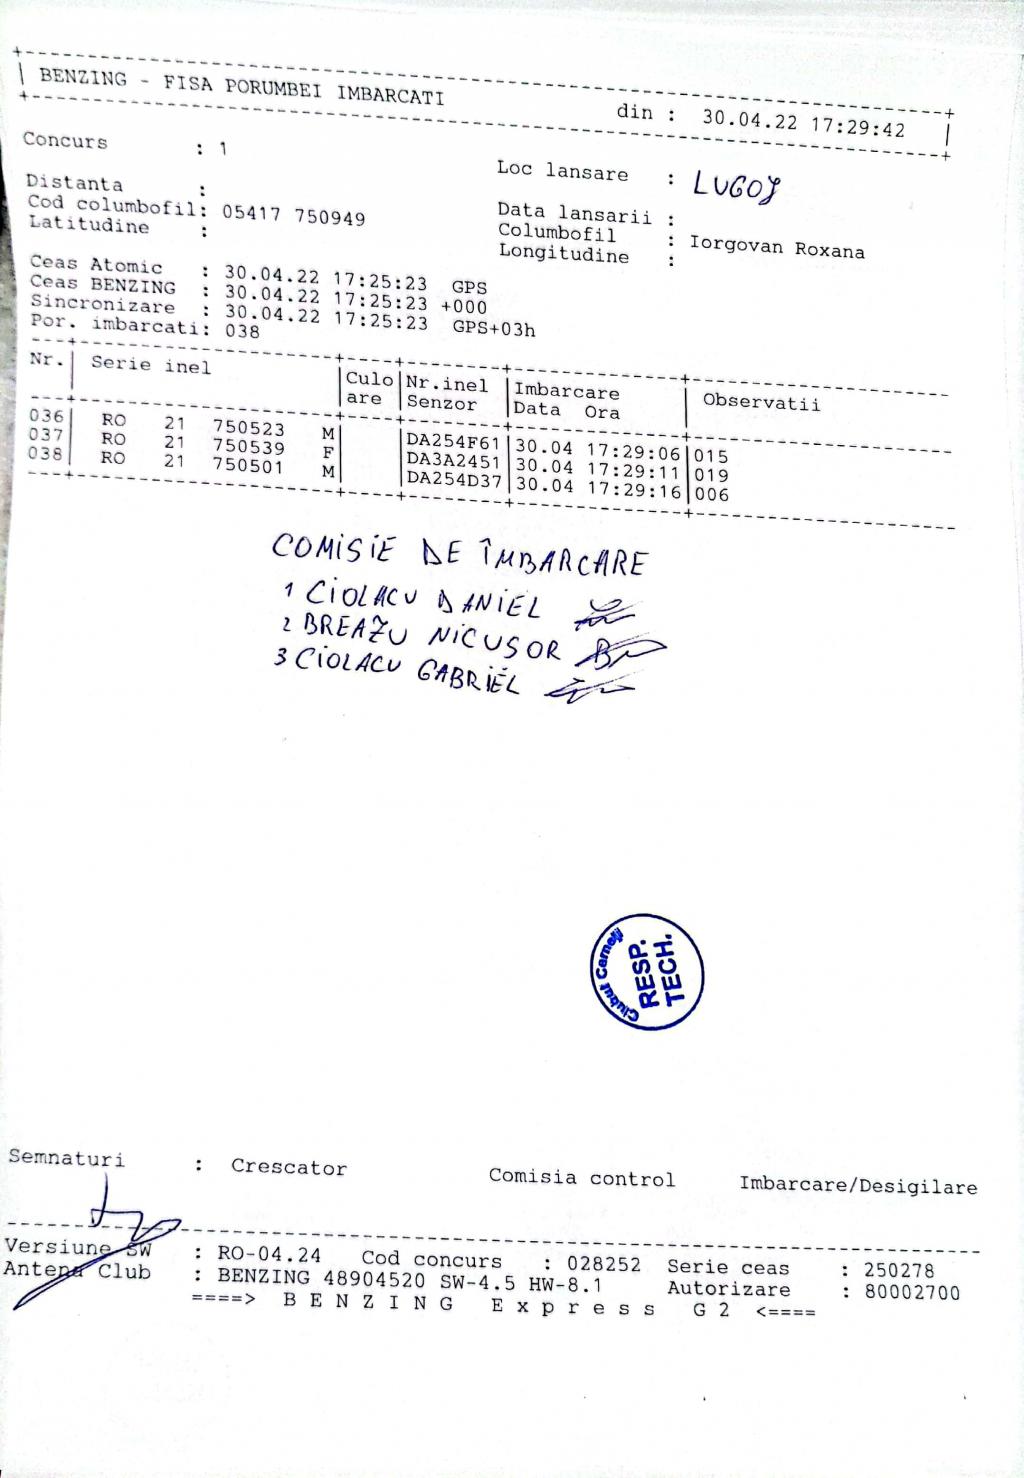 BENZING - FISA PORUMBEI IMBARCATI din : 30.04.22 17:29:42
Concurs : 1 Loc lansare : LUGOJ
Distanta : Data lansarii :
Cod columbofil: 05417 750949 Columbofil : Iorgovan Roxana
Latitudine : Longitudine :
Ceas Atomic : 30.04.22 17:25:23 GPS
Ceas BENZING : 30.04.22 17:25:23 +000
Sincronizare : 30.04.22 17:25:23 GPS+03h
Por. imbarcati: 038
Nr. Serie inel Culo Nr.inel Imbarcare Observatii
are Senzor Data Ora
036 RO 21 750523 M DA254F61 30.04 17:29:06 015
037 RO 21 750539 F DA3A2451 30.04 17:29:11 019
038 RO 21 750501 M DA254D37 30.04 17:29:16 006
COMISIE DE ÎMBARCARE
1 CIOLACU DANIEL
2 BREAZU NICUSOR
3 CIOLACU GABRIEL
Clubul Carnefi
RESP.
TECH.
Semnaturi : Crescator Comisia control Imbarcare/Desigilare
Versiune SW : RO-04.24 Cod concurs : 028252 Serie ceas : 250278
Antena Club : BENZING 48904520 SW-4.5 HW-8.1 Autorizare : 80002700
====> B E N Z I N G E x p r e s s G 2 <====